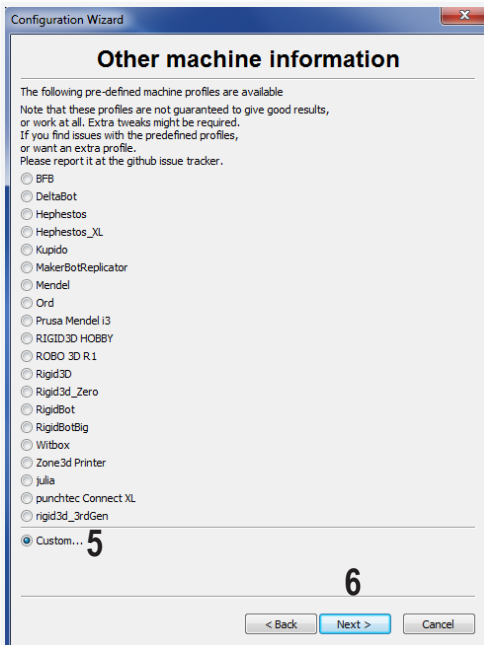 Configuration Wizard
x
Other machine information
The following pre-defined machine profiles are available
Note that these profiles are not guaranteed to give good results,
or work at all. Extra tweaks might be required.
If you find issues with the predefined profiles,
or want an extra profile.
Please report it at the github issue tracker.
BFB
DeltaBot
Hephestos
Hephestos_XL
Kupido
MakerBotReplicator
Mendel
Ord
Prusa Mendel i3
RIGID3D HOBBY
ROBO 3D R1
Rigid3D
Rigid3d_Zero
RigidBot
RigidBotBig
Witbox
Zone3d Printer
julia
punchtec Connect XL
rigid3d_3rdGen
Custom... 5
6
< Back Next > Cancel